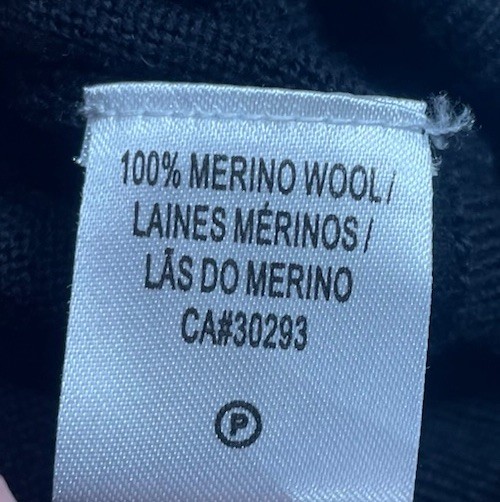 100% MERINO WOOL/
LAINES MÉRINOS /
LÃS DO MERINO
CA#30293
P